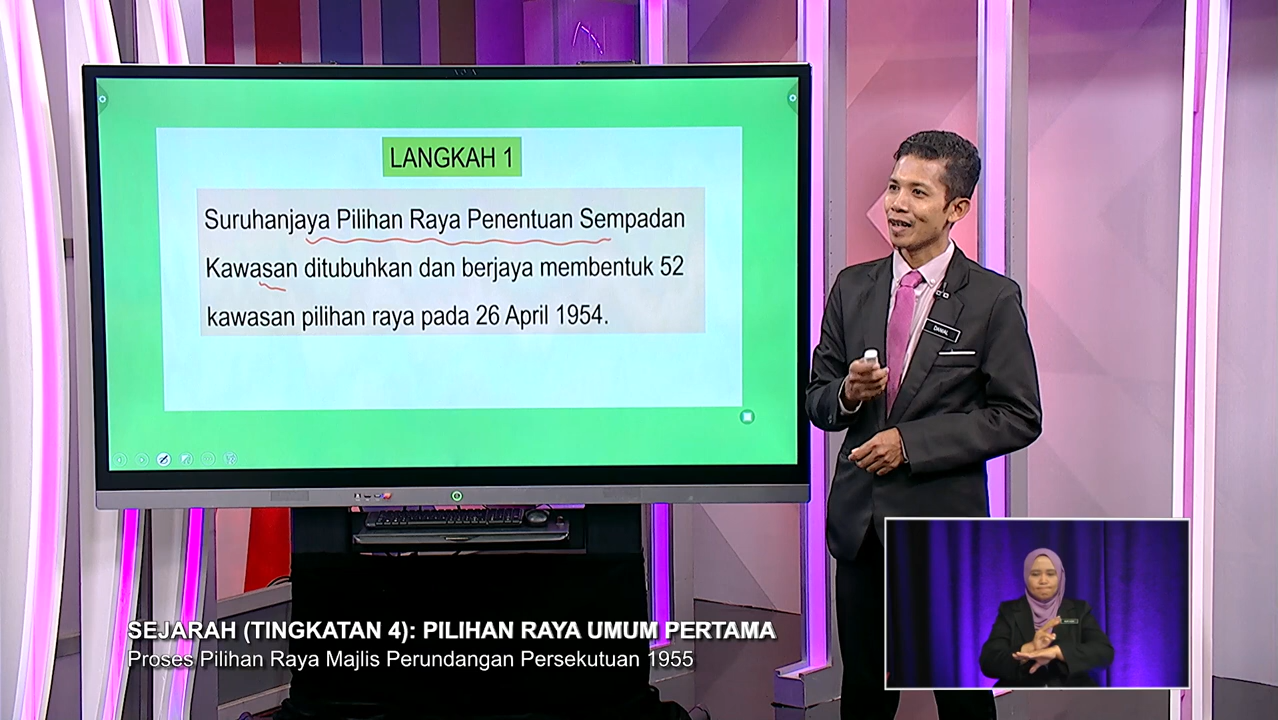 LANGKAH 1
Suruhanjaya Pilihan Raya Penentuan Sempadan
Kawasan ditubuhkan dan berjaya membentuk 52
kawasan pilihan raya pada 26 April 1954.
DANIAL
SEJARAH (TINGKATAN 4): PILIHAN RAYA UMUM PERTAMA
Proses Pilihan Raya Majlis Perundangan Persekutuan 1955